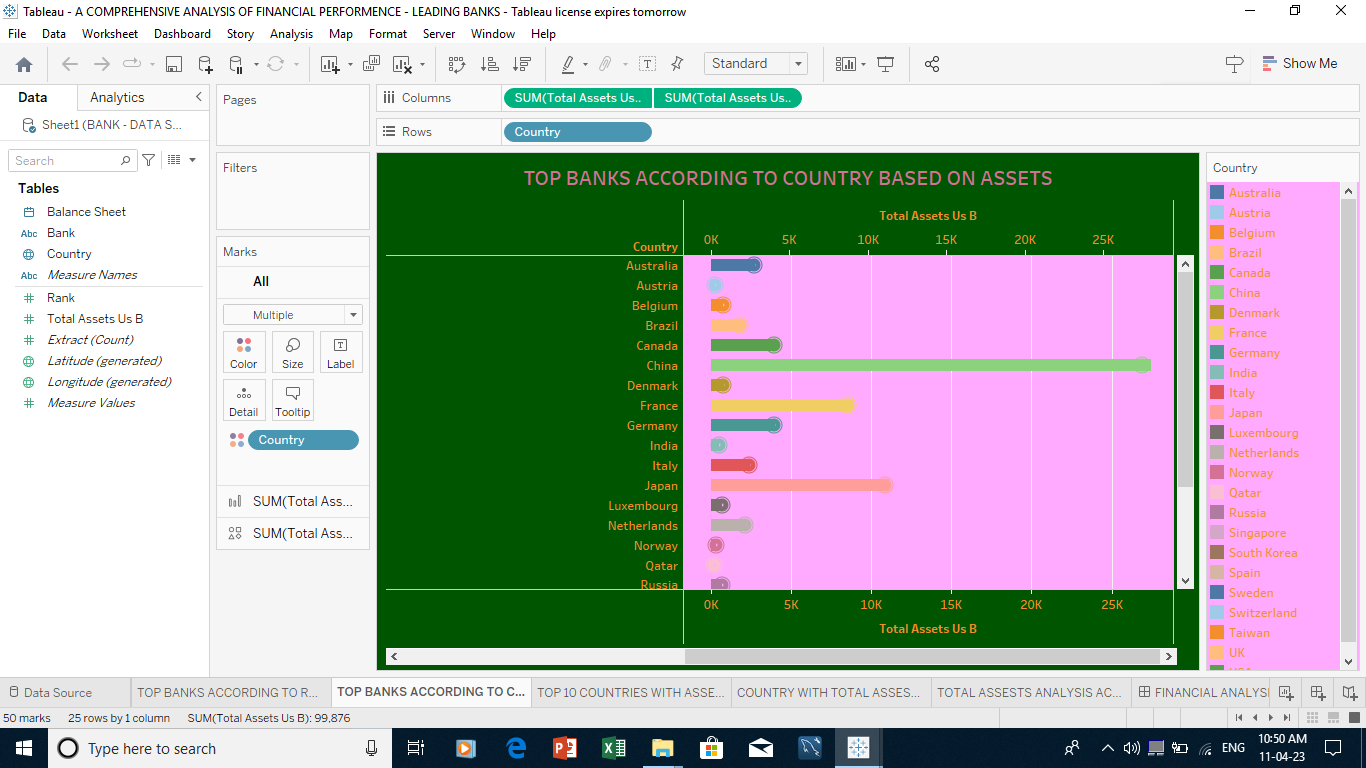 Tableau - A COMPREHENSIVE ANALYSIS OF FINANCIAL PERFORMENCE - LEADING BANKS - Tableau license expires tomorrow
File Data Worksheet Dashboard Story Analysis Map Format Server Window Help
Standard
Show Me
Data Analytics
Sheet1 (BANK - DATA S...
Search
Tables
Balance Sheet
Abc Bank
Country
Abc Measure Names
Rank
Total Assets Us B
Extract (Count)
Latitude (generated)
Longitude (generated)
Measure Values
Pages
Filters
Marks
All
Multiple
Color Size Label
Detail Tooltip
Country
SUM(Total Ass...
SUM(Total Ass...
Columns SUM(Total Assets Us.. SUM(Total Assets Us..
Rows Country
TOP BANKS ACCORDING TO COUNTRY BASED ON ASSETS
Total Assets Us B
Country 0K 5K 10K 15K 20K 25K
Australia
Austria
Belgium
Brazil
Canada
China
Denmark
France
Germany
India
Italy
Japan
Luxembourg
Netherlands
Norway
Qatar
Russia
0K 5K 10K 15K 20K 25K
Total Assets Us B
Country
Australia
Austria
Belgium
Brazil
Canada
China
Denmark
France
Germany
India
Italy
Japan
Luxembourg
Netherlands
Norway
Qatar
Russia
Singapore
South Korea
Spain
Sweden
Switzerland
Taiwan
UK
Data Source TOP BANKS ACCORDING TO R... TOP BANKS ACCORDING TO C... TOP 10 COUNTRIES WITH ASSE... COUNTRY WITH TOTAL ASSES... TOTAL ASSESTS ANALYSIS AC... FINANCIAL ANALYSI
50 marks 25 rows by 1 column SUM(Total Assets Us B): 99,876
Type here to search
ENG
10:50 AM
11-04-23